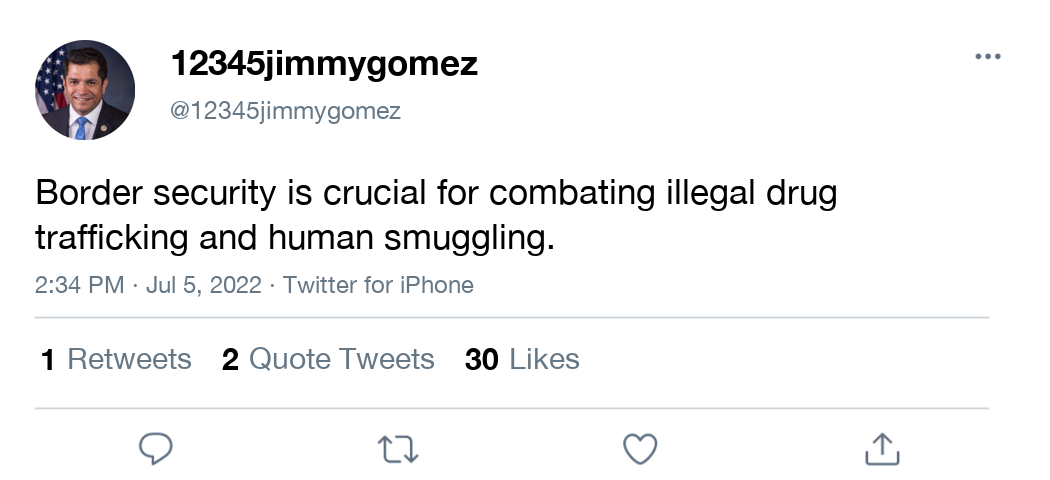 12345jimmygomez
@12345jimmygomez
Border security is crucial for combating illegal drug
trafficking and human smuggling.
2:34 PM · Jul 5, 2022 · Twitter for iPhone
1 Retweets 2 Quote Tweets 30 Likes